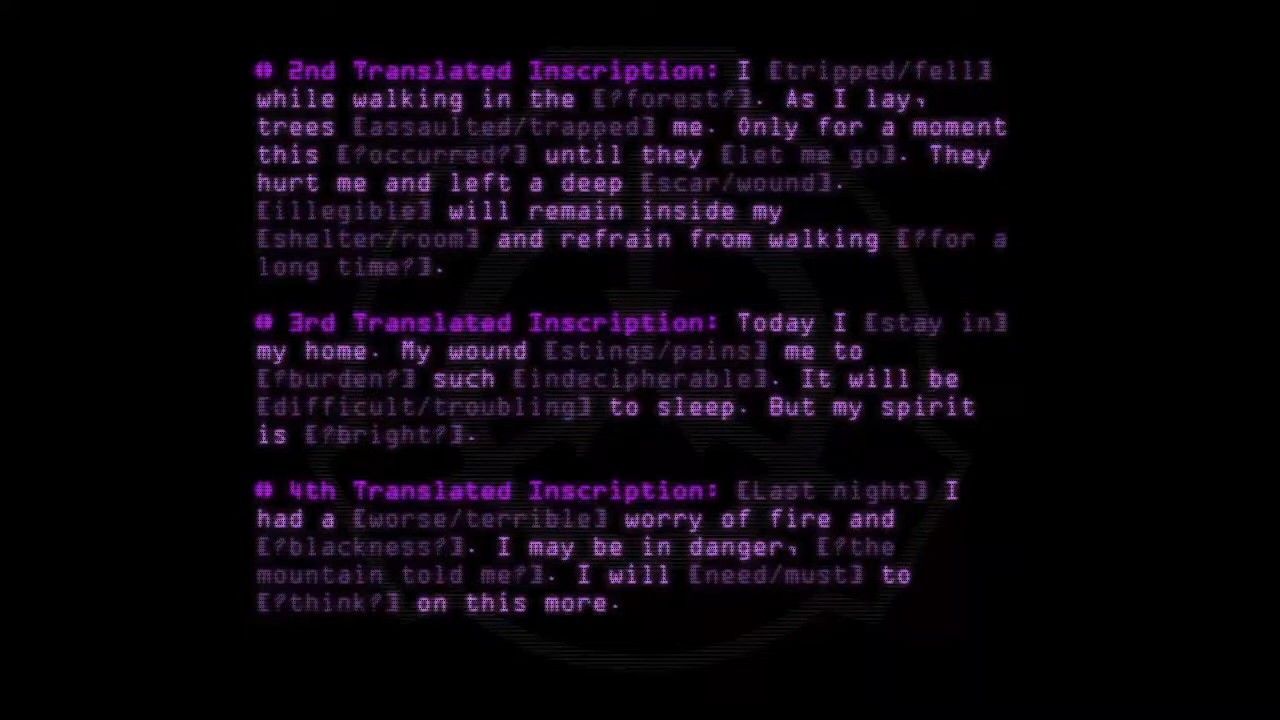 # 2nd Translated Inscription: I [tripped/fell]
while walking in the [?forest?]. As I lay,
trees [assaulted/trapped] me. Only for a moment
this [?occurred?] until they [let me go]. They
hurt me and left a deep [scar/wound].
[illegible] will remain inside my
[shelter/room] and refrain from walking [?for a
long time?].
# 3rd Translated Inscription: Today I [stay in]
my home. My wound [stings/pains] me to
[?burden?] such [indecipherable]. It will be
[difficult/troubling] to sleep. But my spirit
is [?bright?].
# 4th Translated Inscription: [Last night] I
had a [worse/terrible] worry of fire and
[?blackness?]. I may be in danger, [?the
mountain told me?]. I will [need/must] to
[?think?] on this more.